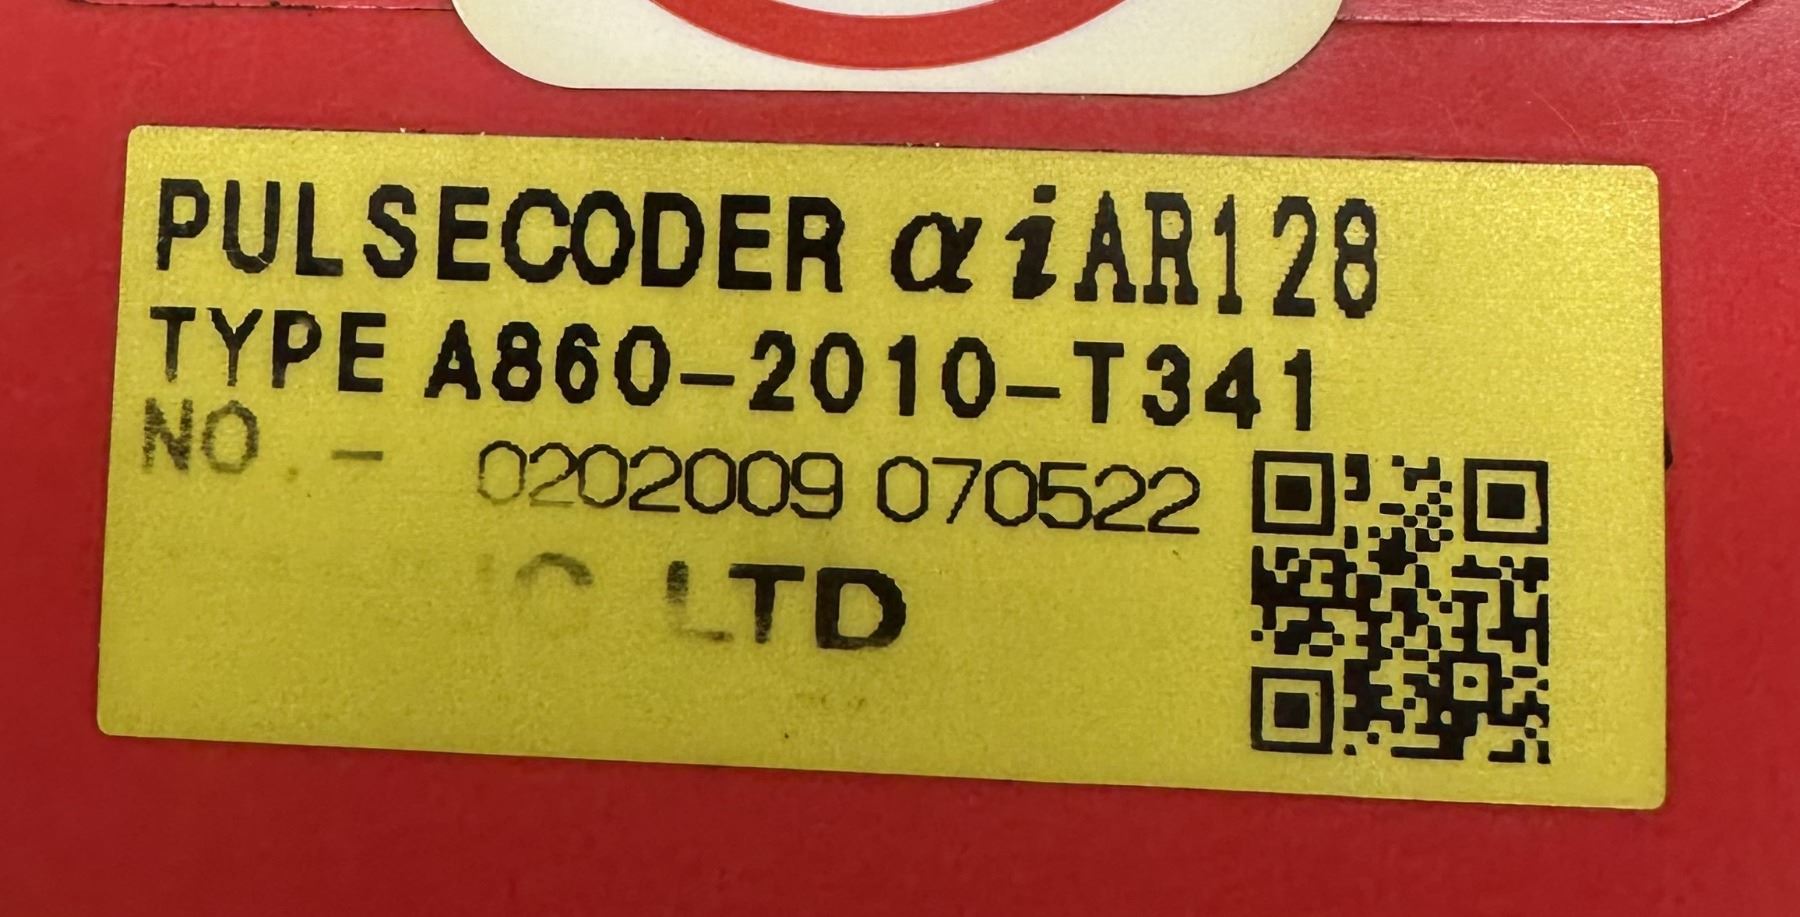 PULSECODER αiAR128
TYPE A860-2010-T341
NO - 0202009 070522
LTD